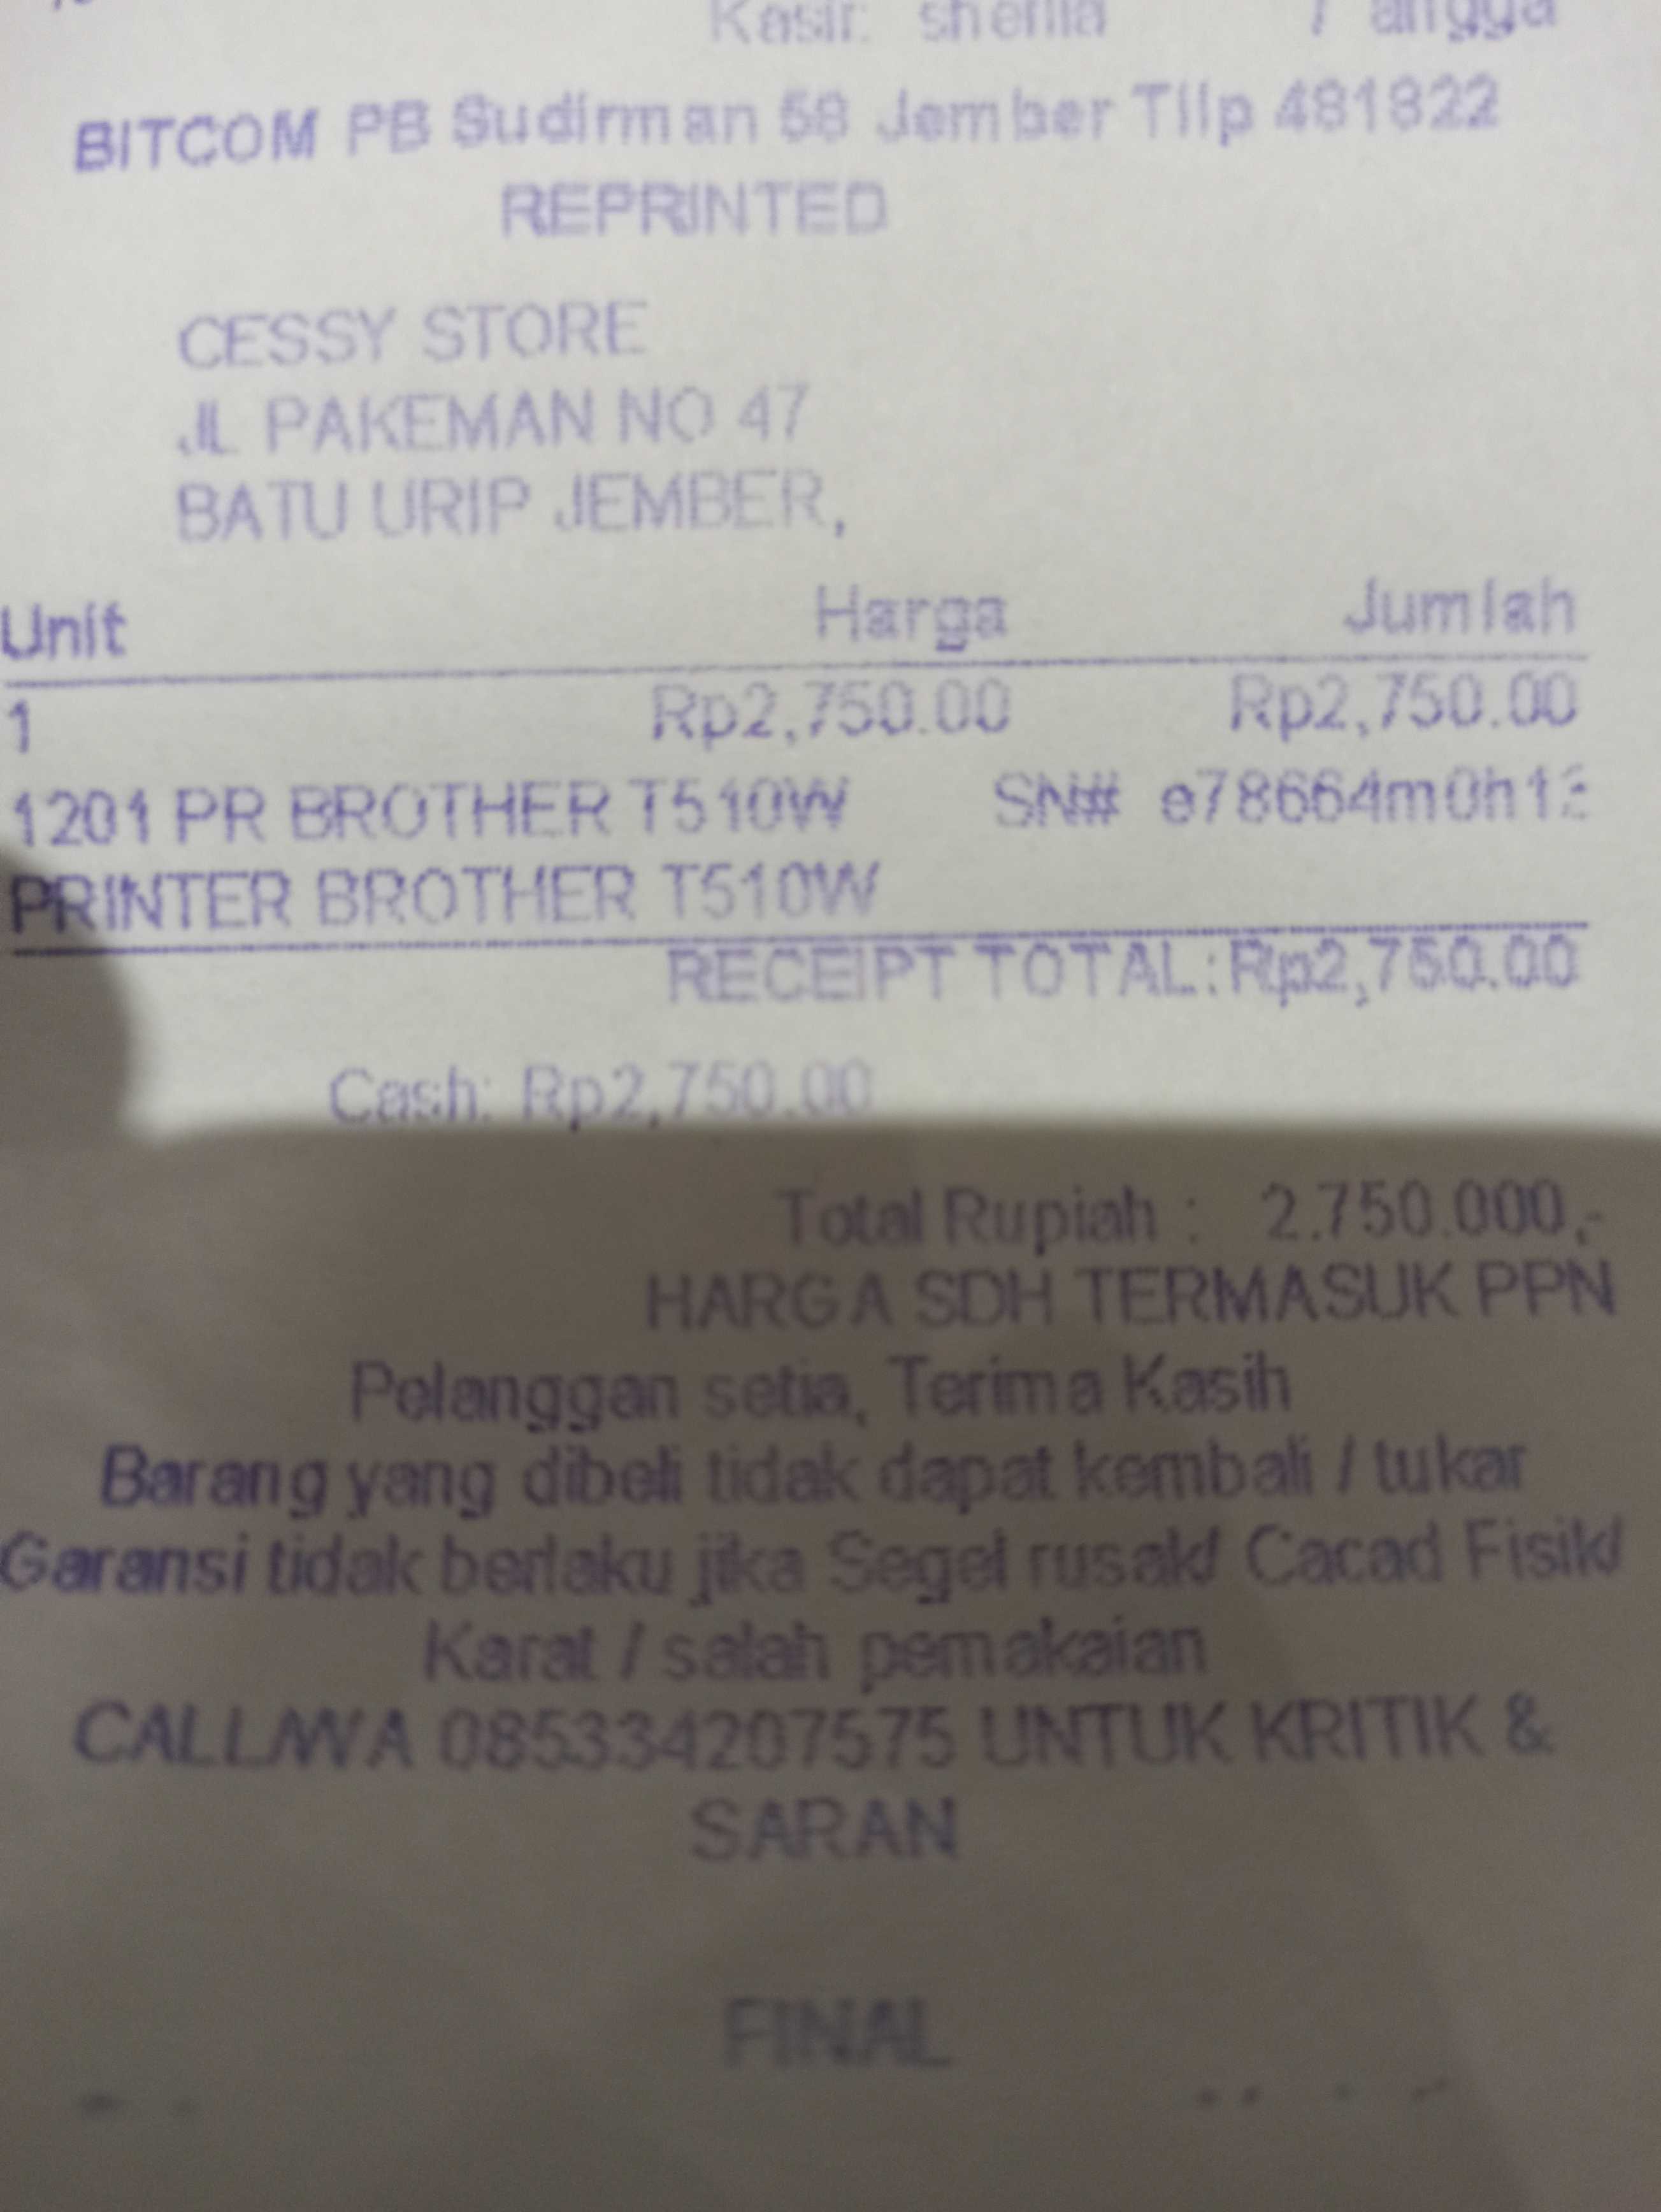 Kasir: sherlla / angga
BITCOM PB Sudirman 58 Jember Tllp 481822
REPRINTED
CESSY STORE
JL PAKEMAN NO 47
BATU URIP JEMBER,
Unit Harga Jumlah
1 Rp2,750.00 Rp2,750.00
1201 PR BROTHER T510W SN# e78664m0h1
PRINTER BROTHER T510W
RECEIPT TOTAL: Rp2,750.00
Cash: Rp2,750.00
Total Rupiah : 2.750.000,-
HARGA SDH TERMASUK PPN
Pelanggan setia, Terima Kasih
Barang yang dibeli tidak dapat kembali / tukar
Garansi tidak berlaku jika Segel rusak/ Cacad Fisik/
Karat / salah pemakaian
CALL/WA 085334207575 UNTUK KRITIK &
SARAN
FINAL